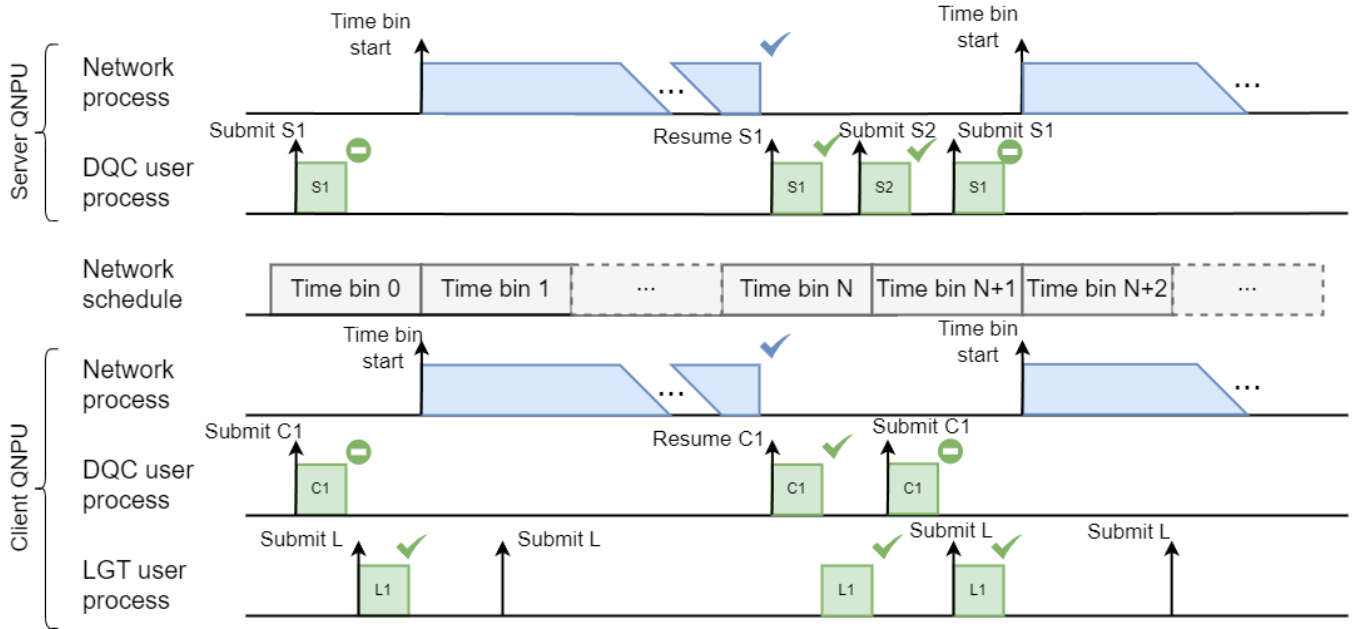 Server QNPU
Time bin
start
Time bin
start
Network
process
...
...
Submit S1
Resume S1
Submit S2
Submit S1
DQC user
process
S1
S1
S2
S1
Network
schedule
Time bin 0
Time bin 1
...
Time bin N
Time bin N+1
Time bin N+2
...
Client QNPU
Time bin
start
Time bin
start
Network
process
...
...
Submit C1
Resume C1
Submit C1
DQC user
process
C1
C1
C1
Submit L
Submit L
Submit L
Submit L
LGT user
process
L1
L1
L1